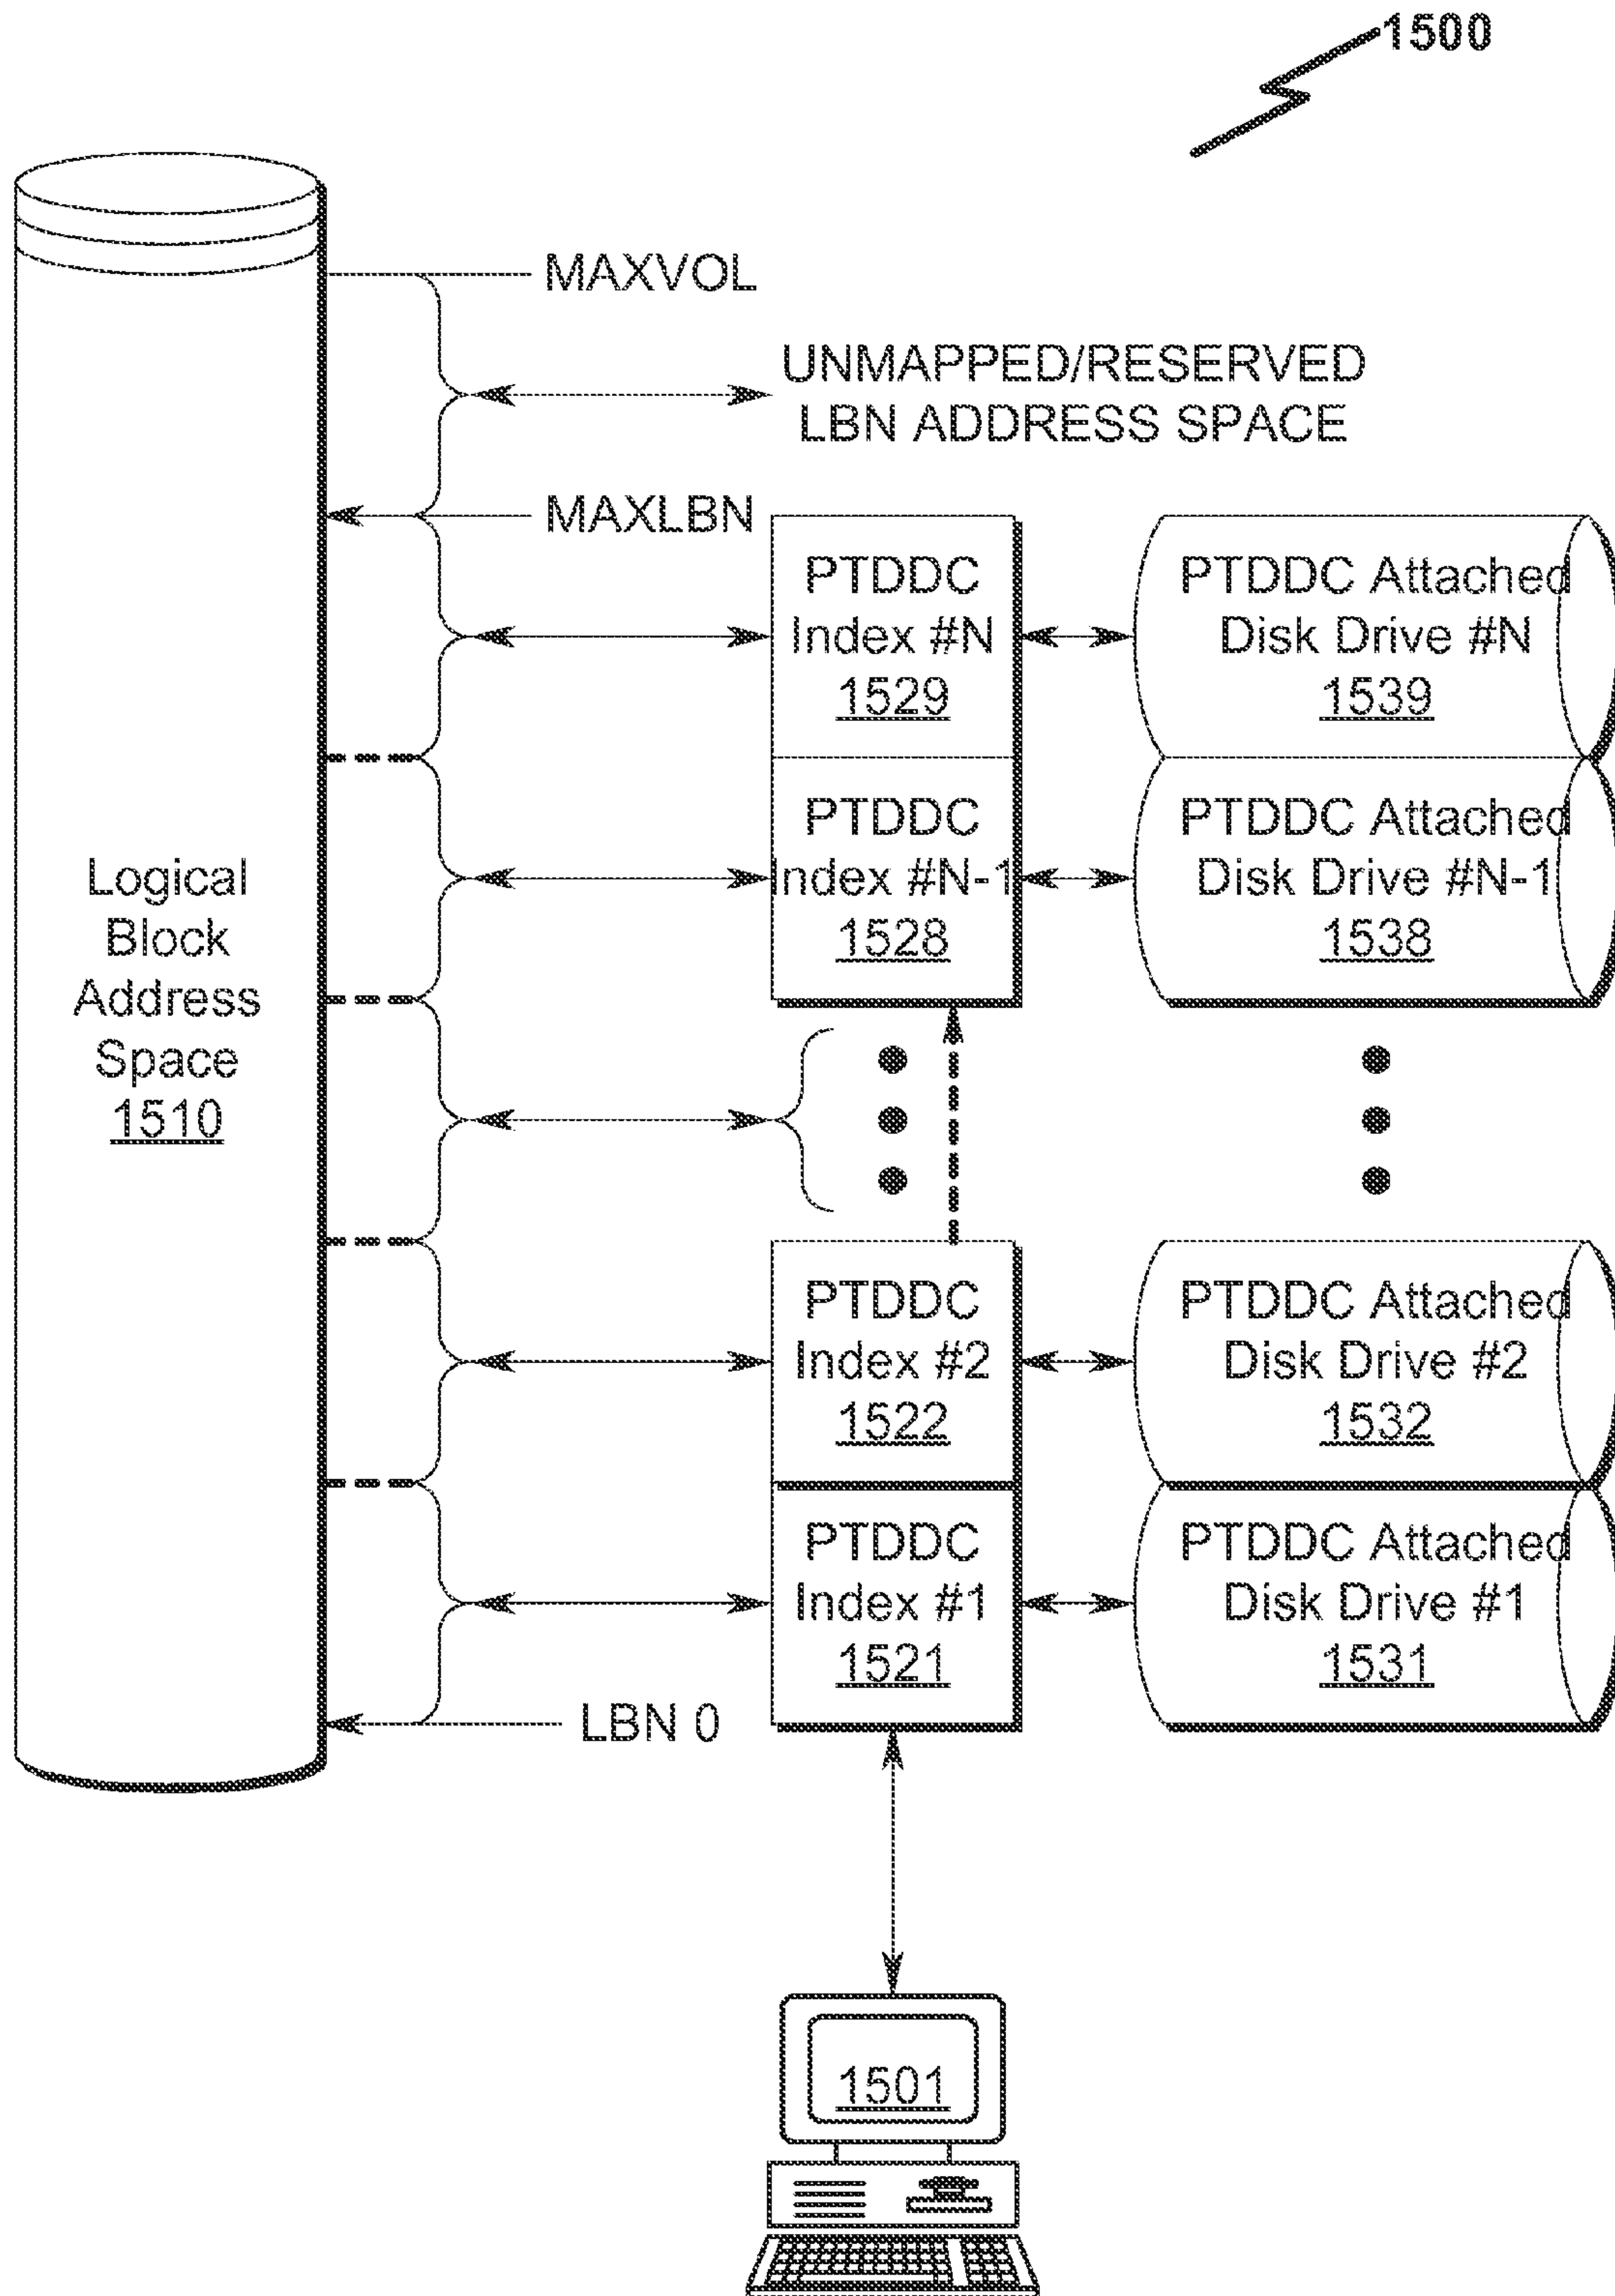 1500
MAXVOL
UNMAPPED/RESERVED
LBN ADDRESS SPACE
MAXLBN
PTDDC
Index #N
1529
PTDDC Attached
Disk Drive #N
1539
PTDDC
Index #N-1
1528
PTDDC Attached
Disk Drive #N-1
1538
Logical
Block
Address
Space
1510
PTDDC
Index #2
1522
PTDDC Attached
Disk Drive #2
1532
PTDDC
Index #1
1521
PTDDC Attached
Disk Drive #1
1531
LBN 0
1501